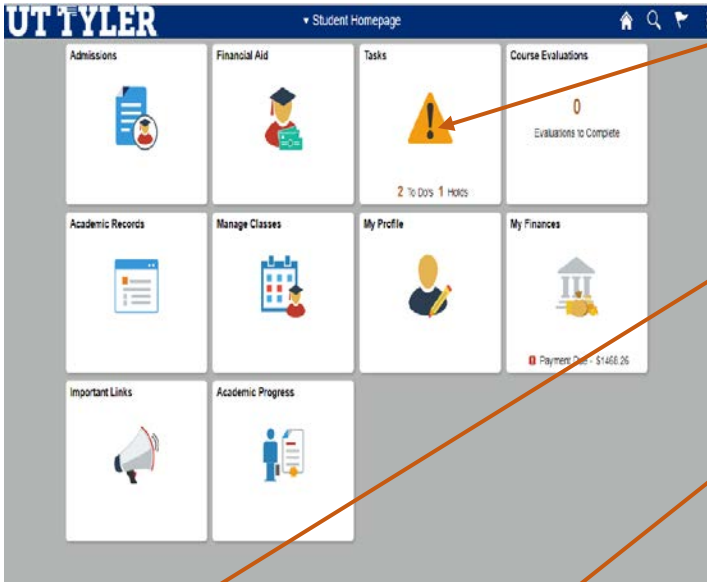 UT TYLER
▾ Student Homepage
Admissions
Financial Aid
Tasks
Course Evaluations
0
Evaluations to Complete
2 To Do's 1 Holds
Academic Records
Manage Classes
My Profile
My Finances
Payment Due - $1468.26
Important Links
Academic Progress